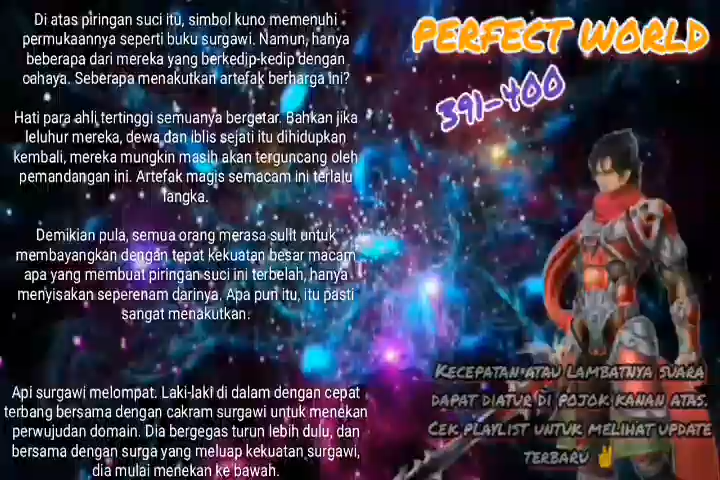 Di atas piringan suci itu, simbol kuno memenuhi
permukaannya seperti buku surgawi. Namun, hanya
beberapa dari mereka yang berkedip-kedip dengan
cahaya. Seberapa menakutkan artefak berharga ini?
Hati para ahli tertinggi semuanya bergetar. Bahkan jika
leluhur mereka, dewa dan iblis sejati itu dihidupkan
kembali, mereka mungkin masih akan terguncang oleh
pemandangan ini. Artefak magis semacam ini terlalu
langka.
Demikian pula, semua orang merasa sulit untuk
membayangkan dengan tepat kekuatan besar macam
apa yang membuat piringan suci ini terbelah, hanya
menyisakan seperenam darinya. Apa pun itu, itu pasti
sangat menakutkan.
Api surgawi melompat. Laki-laki di dalam dengan cepat
terbang bersama dengan cakram surgawi untuk menekan
perwujudan domain. Dia bergegas turun lebih dulu, dan
bersama dengan surga yang meluap kekuatan surgawi,
dia mulai menekan ke bawah.
PERFECT WORLD
391-400
KECEPATAN ATAU LAMBATNYA SUARA
DAPAT DIATUR DI POJOK KANAN ATAS.
CEK PLAYLIST UNTUK MELIHAT UPDATE
TERBARU ✌